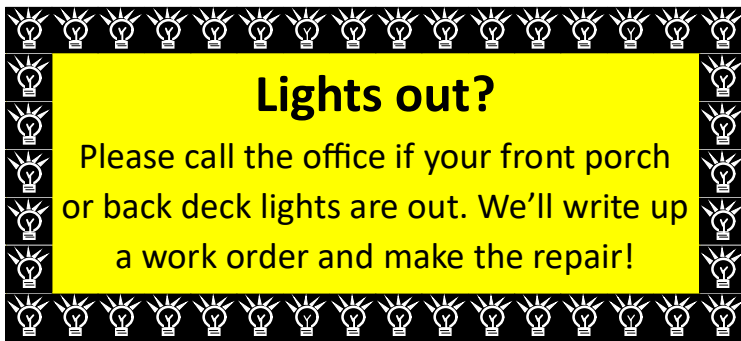 Lights out?
Please call the office if your front porch
or back deck lights are out. We’ll write up
a work order and make the repair!